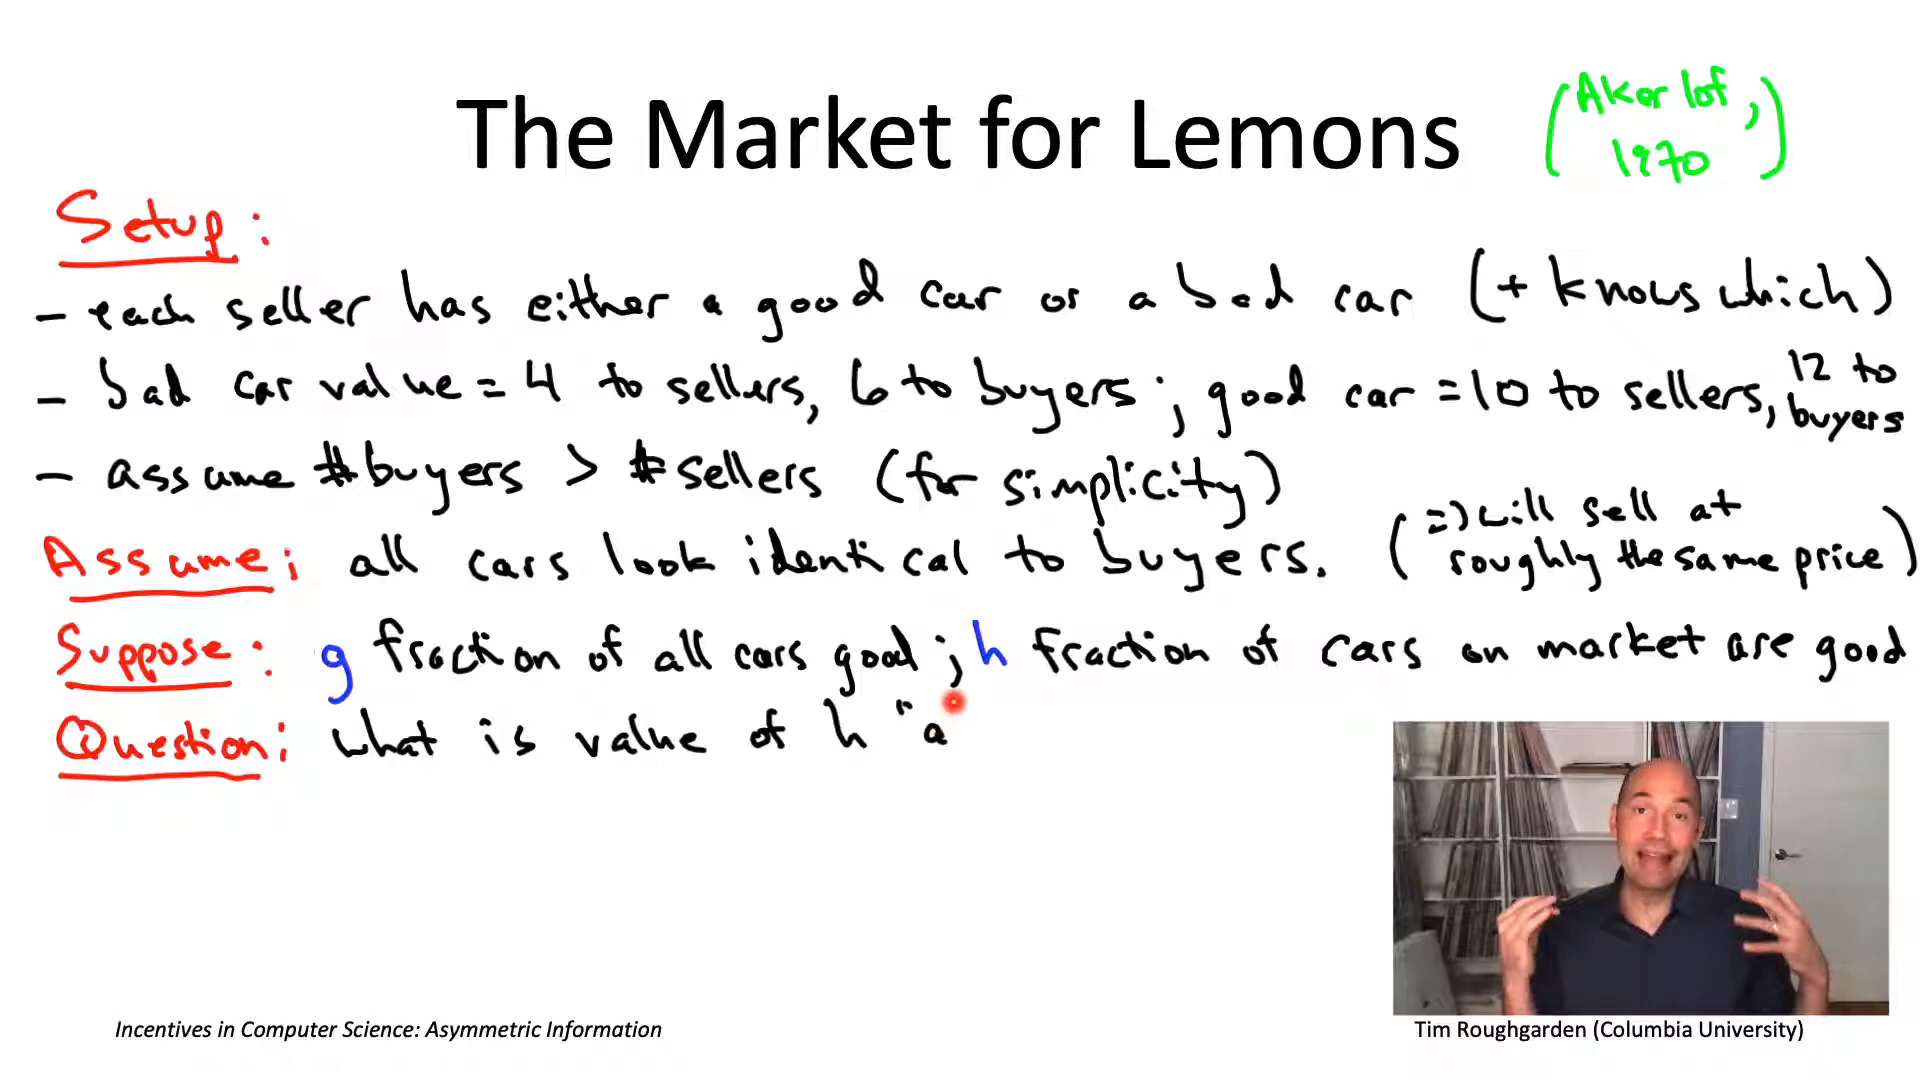 The Market for Lemons
(Akerlof, 1970)
Setup:
- each seller has either a good car or a bad car (+ knows which)
- bad car value = 4 to sellers, 6 to buyers; good car = 10 to sellers, 12 to buyers
- assume # buyers > # sellers (for simplicity)
Assume: all cars look identical to buyers. (=) will sell at roughly the same price)
Suppose: g fraction of all cars good; h fraction of cars on market are good
Question: what is value of h "a
Incentives in Computer Science: Asymmetric Information
Tim Roughgarden (Columbia University)